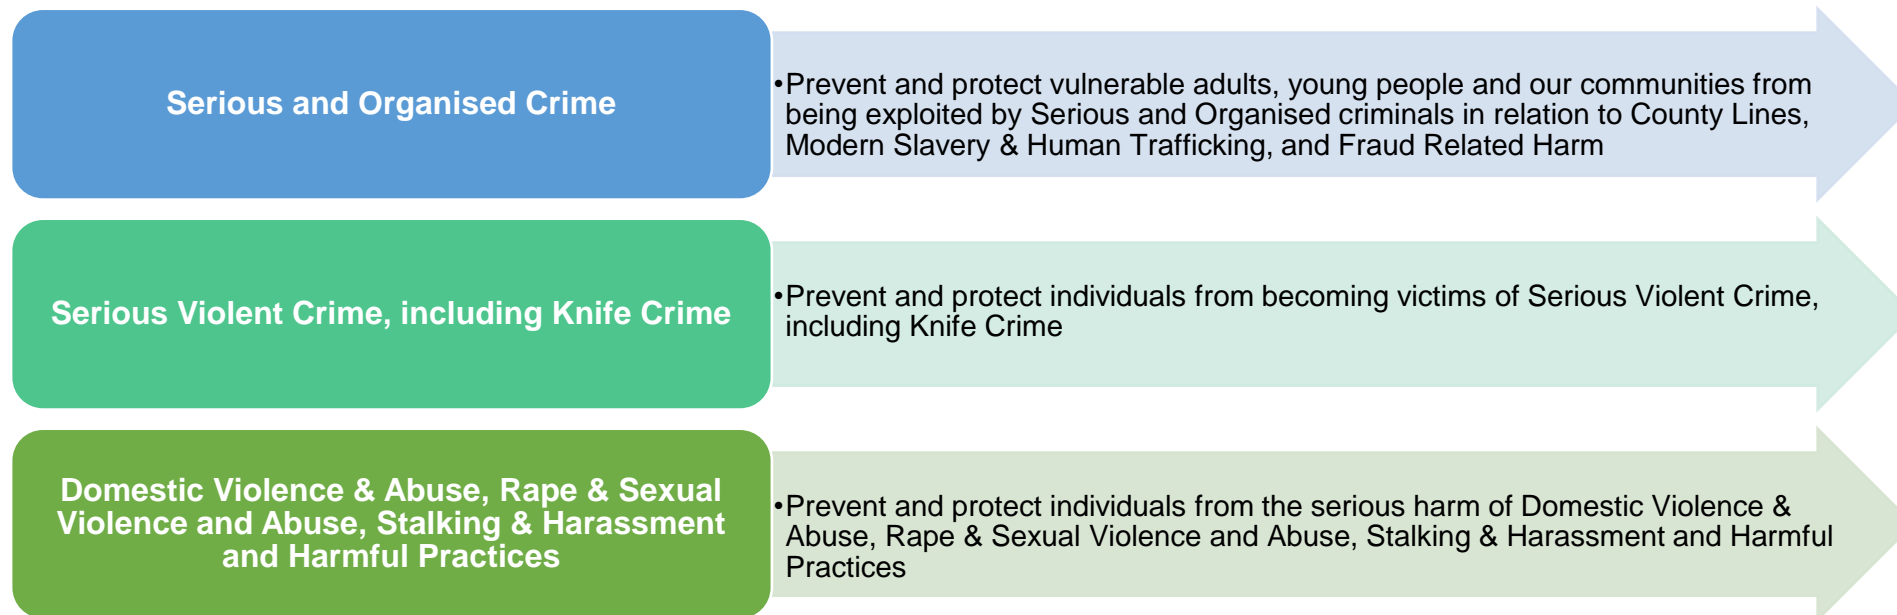 Serious and Organised Crime
•Prevent and protect vulnerable adults, young people and our communities from
being exploited by Serious and Organised criminals in relation to County Lines,
Modern Slavery & Human Trafficking, and Fraud Related Harm
Serious Violent Crime, including Knife Crime
•Prevent and protect individuals from becoming victims of Serious Violent Crime,
including Knife Crime
Domestic Violence & Abuse, Rape & Sexual
Violence and Abuse, Stalking & Harassment
and Harmful Practices
•Prevent and protect individuals from the serious harm of Domestic Violence &
Abuse, Rape & Sexual Violence and Abuse, Stalking & Harassment and Harmful
Practices